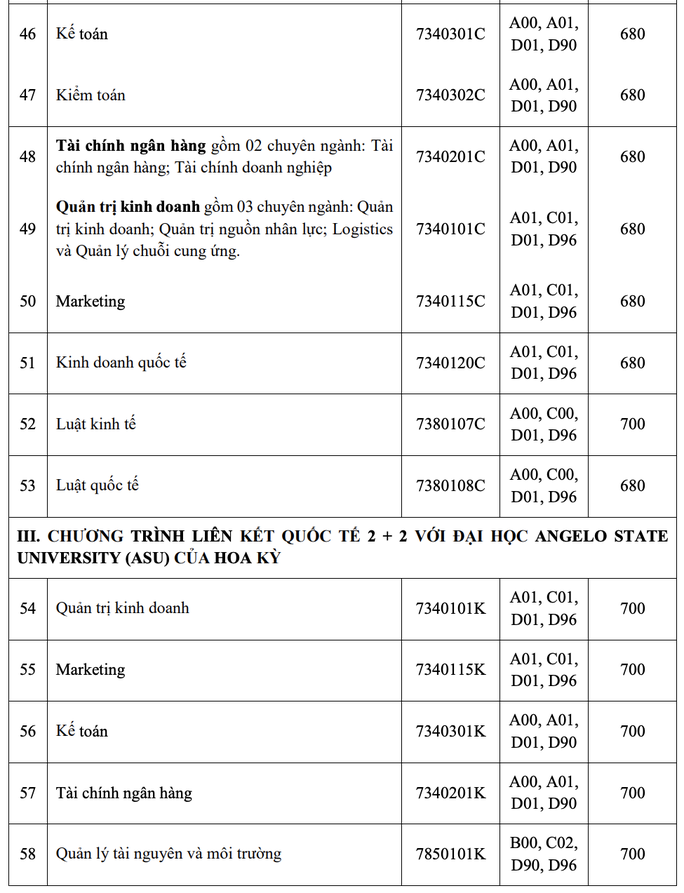 46 Kế toán 7340301C A00, A01, D01, D90 680
47 Kiểm toán 7340302C A00, A01, D01, D90 680
48 Tài chính ngân hàng gồm 02 chuyên ngành: Tài
chính ngân hàng; Tài chính doanh nghiệp 7340201C A00, A01, D01, D90 680
49 Quản trị kinh doanh gồm 03 chuyên ngành: Quản
trị kinh doanh; Quản trị nguồn nhân lực; Logistics
và Quản lý chuỗi cung ứng. 7340101C A01, C01, D01, D96 680
50 Marketing 7340115C A01, C01, D01, D96 680
51 Kinh doanh quốc tế 7340120C A01, C01, D01, D96 680
52 Luật kinh tế 7380107C A00, C00, D01, D96 700
53 Luật quốc tế 7380108C A00, C00, D01, D96 680
III. CHƯƠNG TRÌNH LIÊN KẾT QUỐC TẾ 2 + 2 VỚI ĐẠI HỌC ANGELO STATE
UNIVERSITY (ASU) CỦA HOA KỲ
54 Quản trị kinh doanh 7340101K A01, C01, D01, D96 700
55 Marketing 7340115K A01, C01, D01, D96 700
56 Kế toán 7340301K A00, A01, D01, D90 700
57 Tài chính ngân hàng 7340201K A00, A01, D01, D90 700
58 Quản lý tài nguyên và môi trường 7850101K B00, C02, D90, D96 700